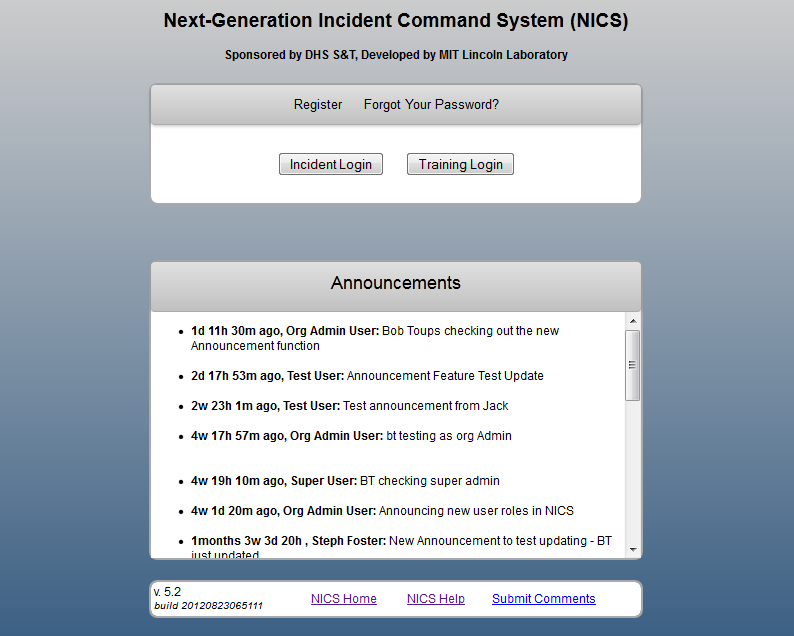 Next-Generation Incident Command System (NICS)
Sponsored by DHS S&T, Developed by MIT Lincoln Laboratory
Register Forgot Your Password?
Incident Login Training Login
Announcements
• 1d 11h 30m ago, Org Admin User: Bob Toups checking out the new
Announcement function
• 2d 17h 53m ago, Test User: Announcement Feature Test Update
• 2w 23h 1m ago, Test User: Test announcement from Jack
• 4w 17h 57m ago, Org Admin User: bt testing as org Admin
• 4w 19h 10m ago, Super User: BT checking super admin
• 4w 1d 20m ago, Org Admin User: Announcing new user roles in NICS
• 1months 3w 3d 20h , Steph Foster: New Announcement to test updating - BT
just updated
v. 5.2
build 20120823065111
NICS Home NICS Help Submit Comments